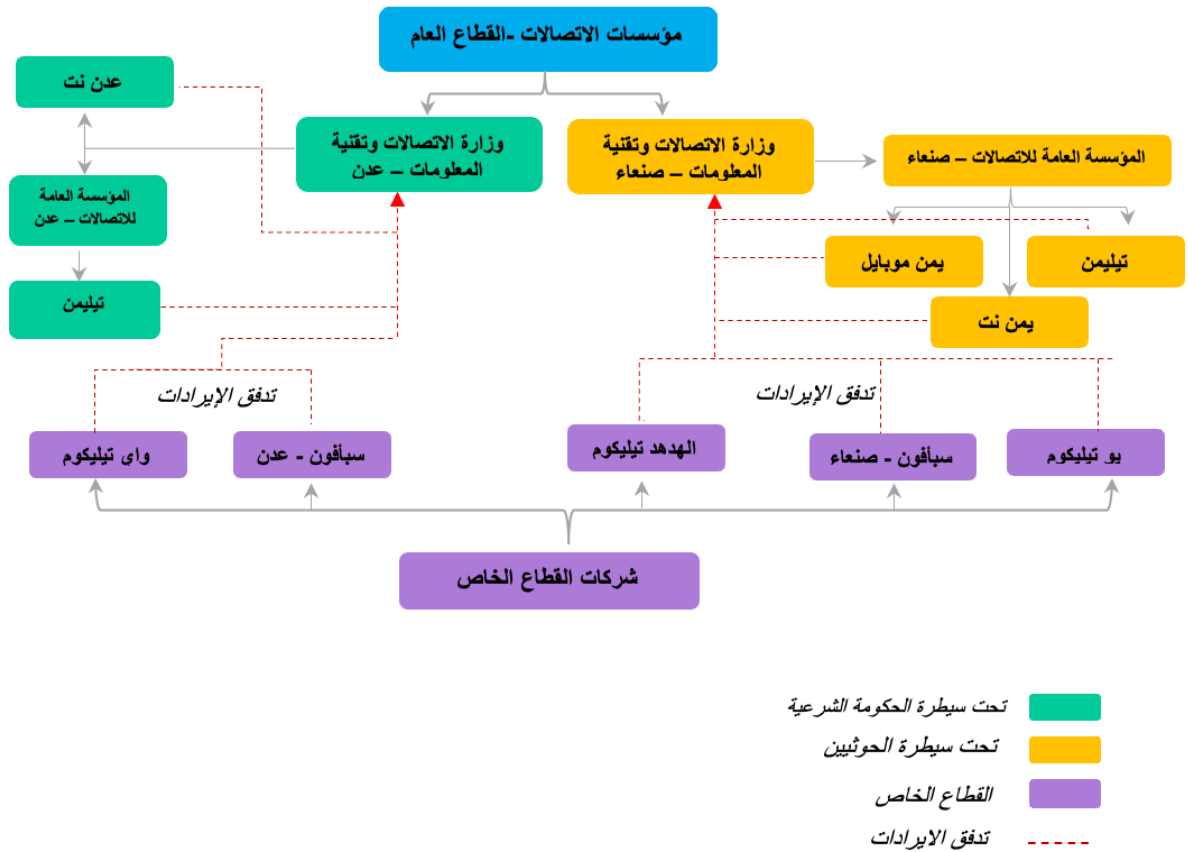 مؤسسات الاتصالات -القطاع العام
عدن نت
وزارة الاتصالات وتقنية
المعلومات – عدن
وزارة الاتصالات وتقنية
المعلومات – صنعاء
المؤسسة العامة للاتصالات – صنعاء
المؤسسة العامة
للاتصالات – عدن
يمن موبايل
تيليمن
تيليمن
يمن نت
تدفق الإيرادات
تدفق الإيرادات
واي تيليكوم
سبأفون - عدن
الهدهد تيليكوم
سبأفون - صنعاء
يو تيليكوم
شركات القطاع الخاص
تحت سيطرة الحكومة الشرعية
تحت سيطرة الحوثيين
القطاع الخاص
تدفق الايرادات